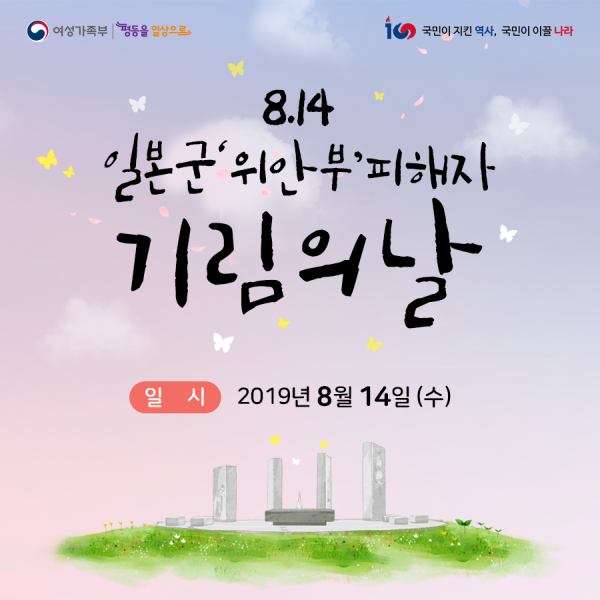 여성가족부 평등을 일상으로
국민이 지킨 역사, 국민이 이끌 나라
8.14
일본군 '위안부' 피해자
기림의 날
일 시 2019년 8월 14일 (수)